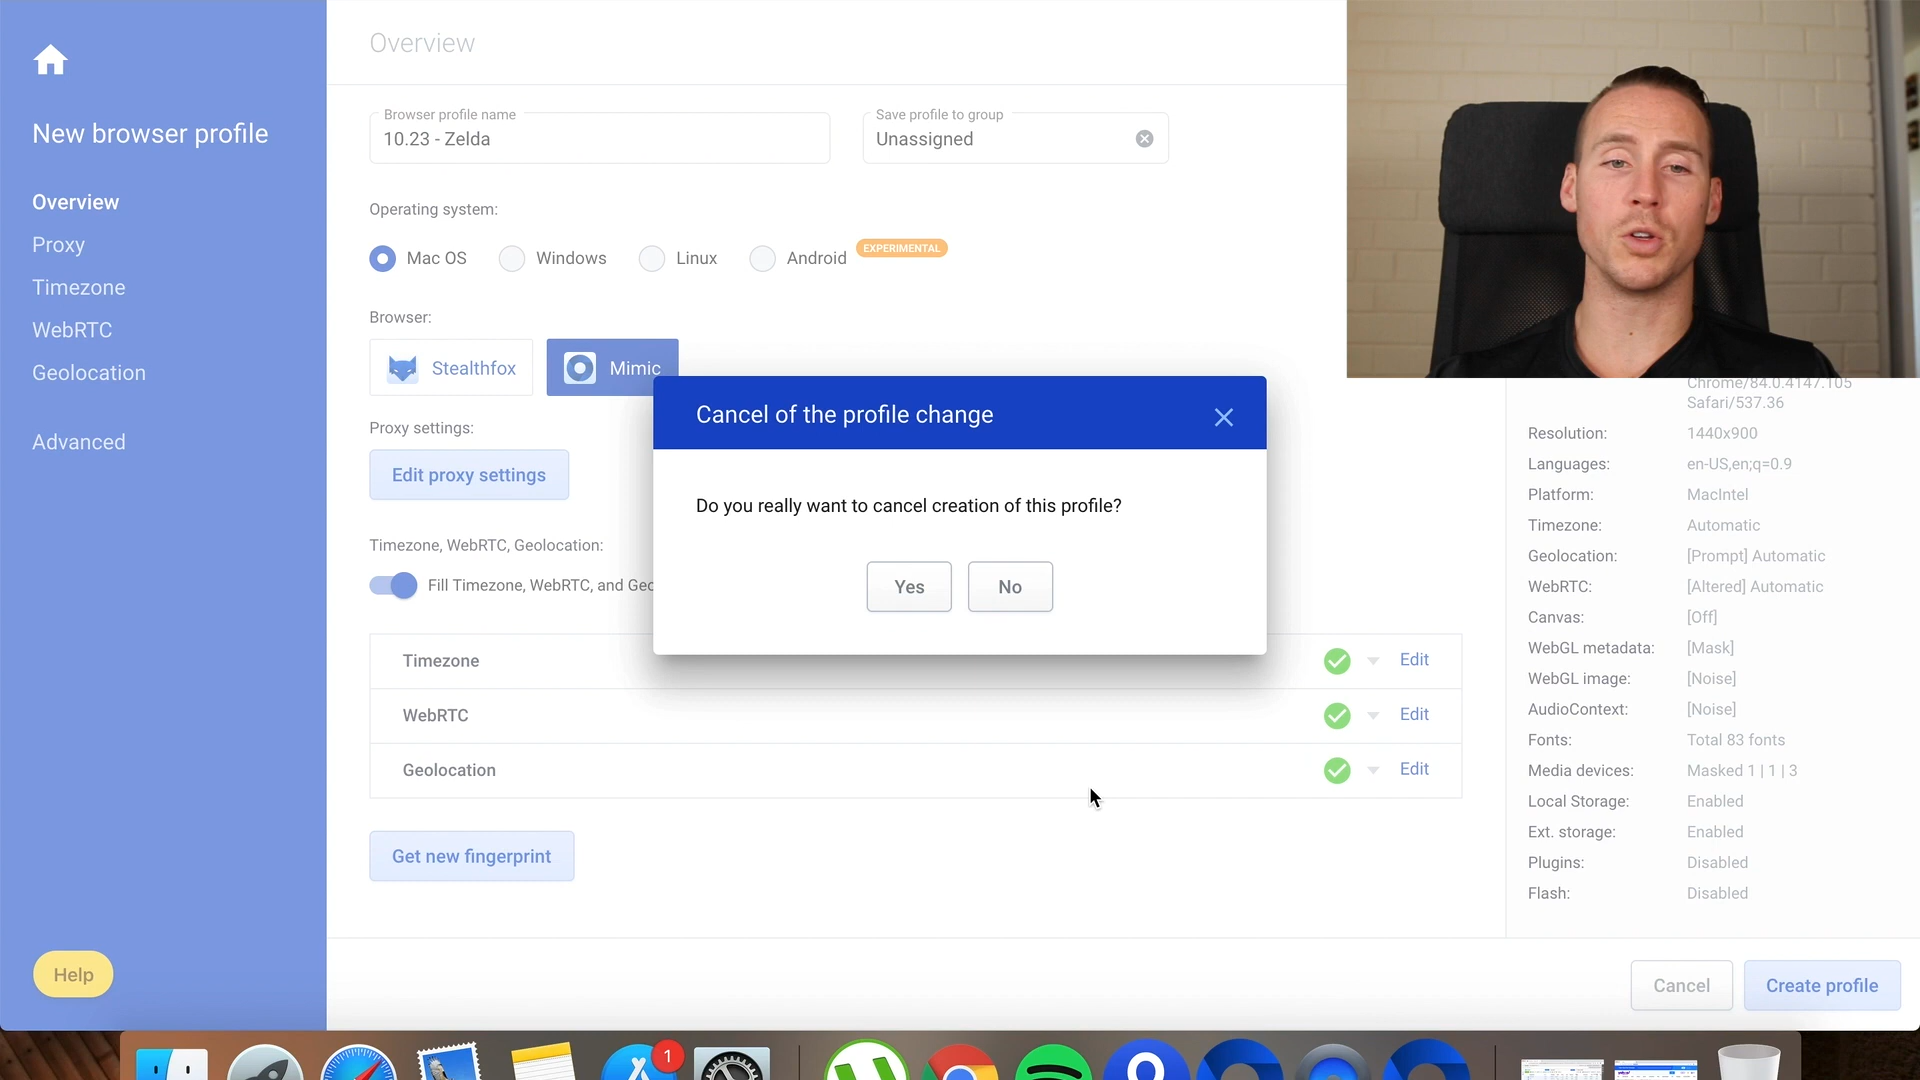 Overview
New browser profile
Overview
Proxy
Timezone
WebRTC
Geolocation
Advanced
Help
Browser profile name
10.23 - Zelda
Save profile to group
Unassigned
Operating system:
Mac OS
Windows
Linux
Android
EXPERIMENTAL
Browser:
Stealthfox
Mimic
Proxy settings:
Edit proxy settings
Timezone, WebRTC, Geolocation:
Fill Timezone, WebRTC, and Geo
Timezone
Edit
WebRTC
Edit
Geolocation
Edit
Get new fingerprint
Cancel of the profile change
Do you really want to cancel creation of this profile?
Yes
No
Chrome/84.0.4147.105
Safari/537.36
Resolution: 1440x900
Languages: en-US,en;q=0.9
Platform: MacIntel
Timezone: Automatic
Geolocation: [Prompt] Automatic
WebRTC: [Altered] Automatic
Canvas: [Off]
WebGL metadata: [Mask]
WebGL image: [Noise]
AudioContext: [Noise]
Fonts: Total 83 fonts
Media devices: Masked 1 | 1 | 3
Local Storage: Enabled
Ext. storage: Enabled
Plugins: Disabled
Flash: Disabled
Cancel
Create profile
1